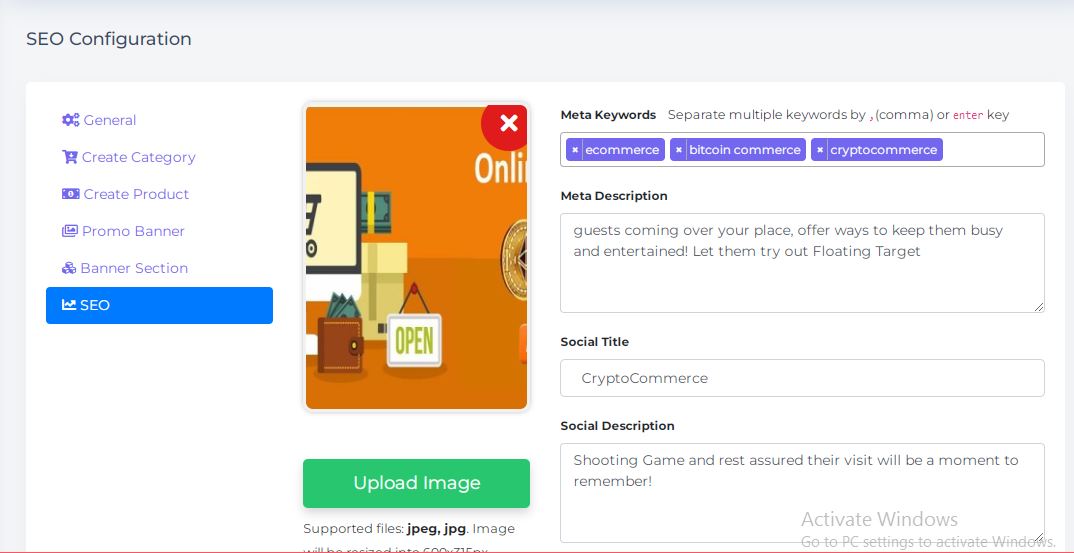 SEO Configuration
General
Create Category
Create Product
Promo Banner
Banner Section
SEO
Onli
OPEN
Upload Image
Supported files: jpeg, jpg. Image
will be resized into 600x315px
Meta Keywords Separate multiple keywords by ,(comma) or enter key
× ecommerce × bitcoin commerce × cryptocommerce
Meta Description
guests coming over your place, offer ways to keep them busy
and entertained! Let them try out Floating Target
Social Title
CryptoCommerce
Social Description
Shooting Game and rest assured their visit will be a moment to
remember!
Activate Windows
Go to PC settings to activate Windows.